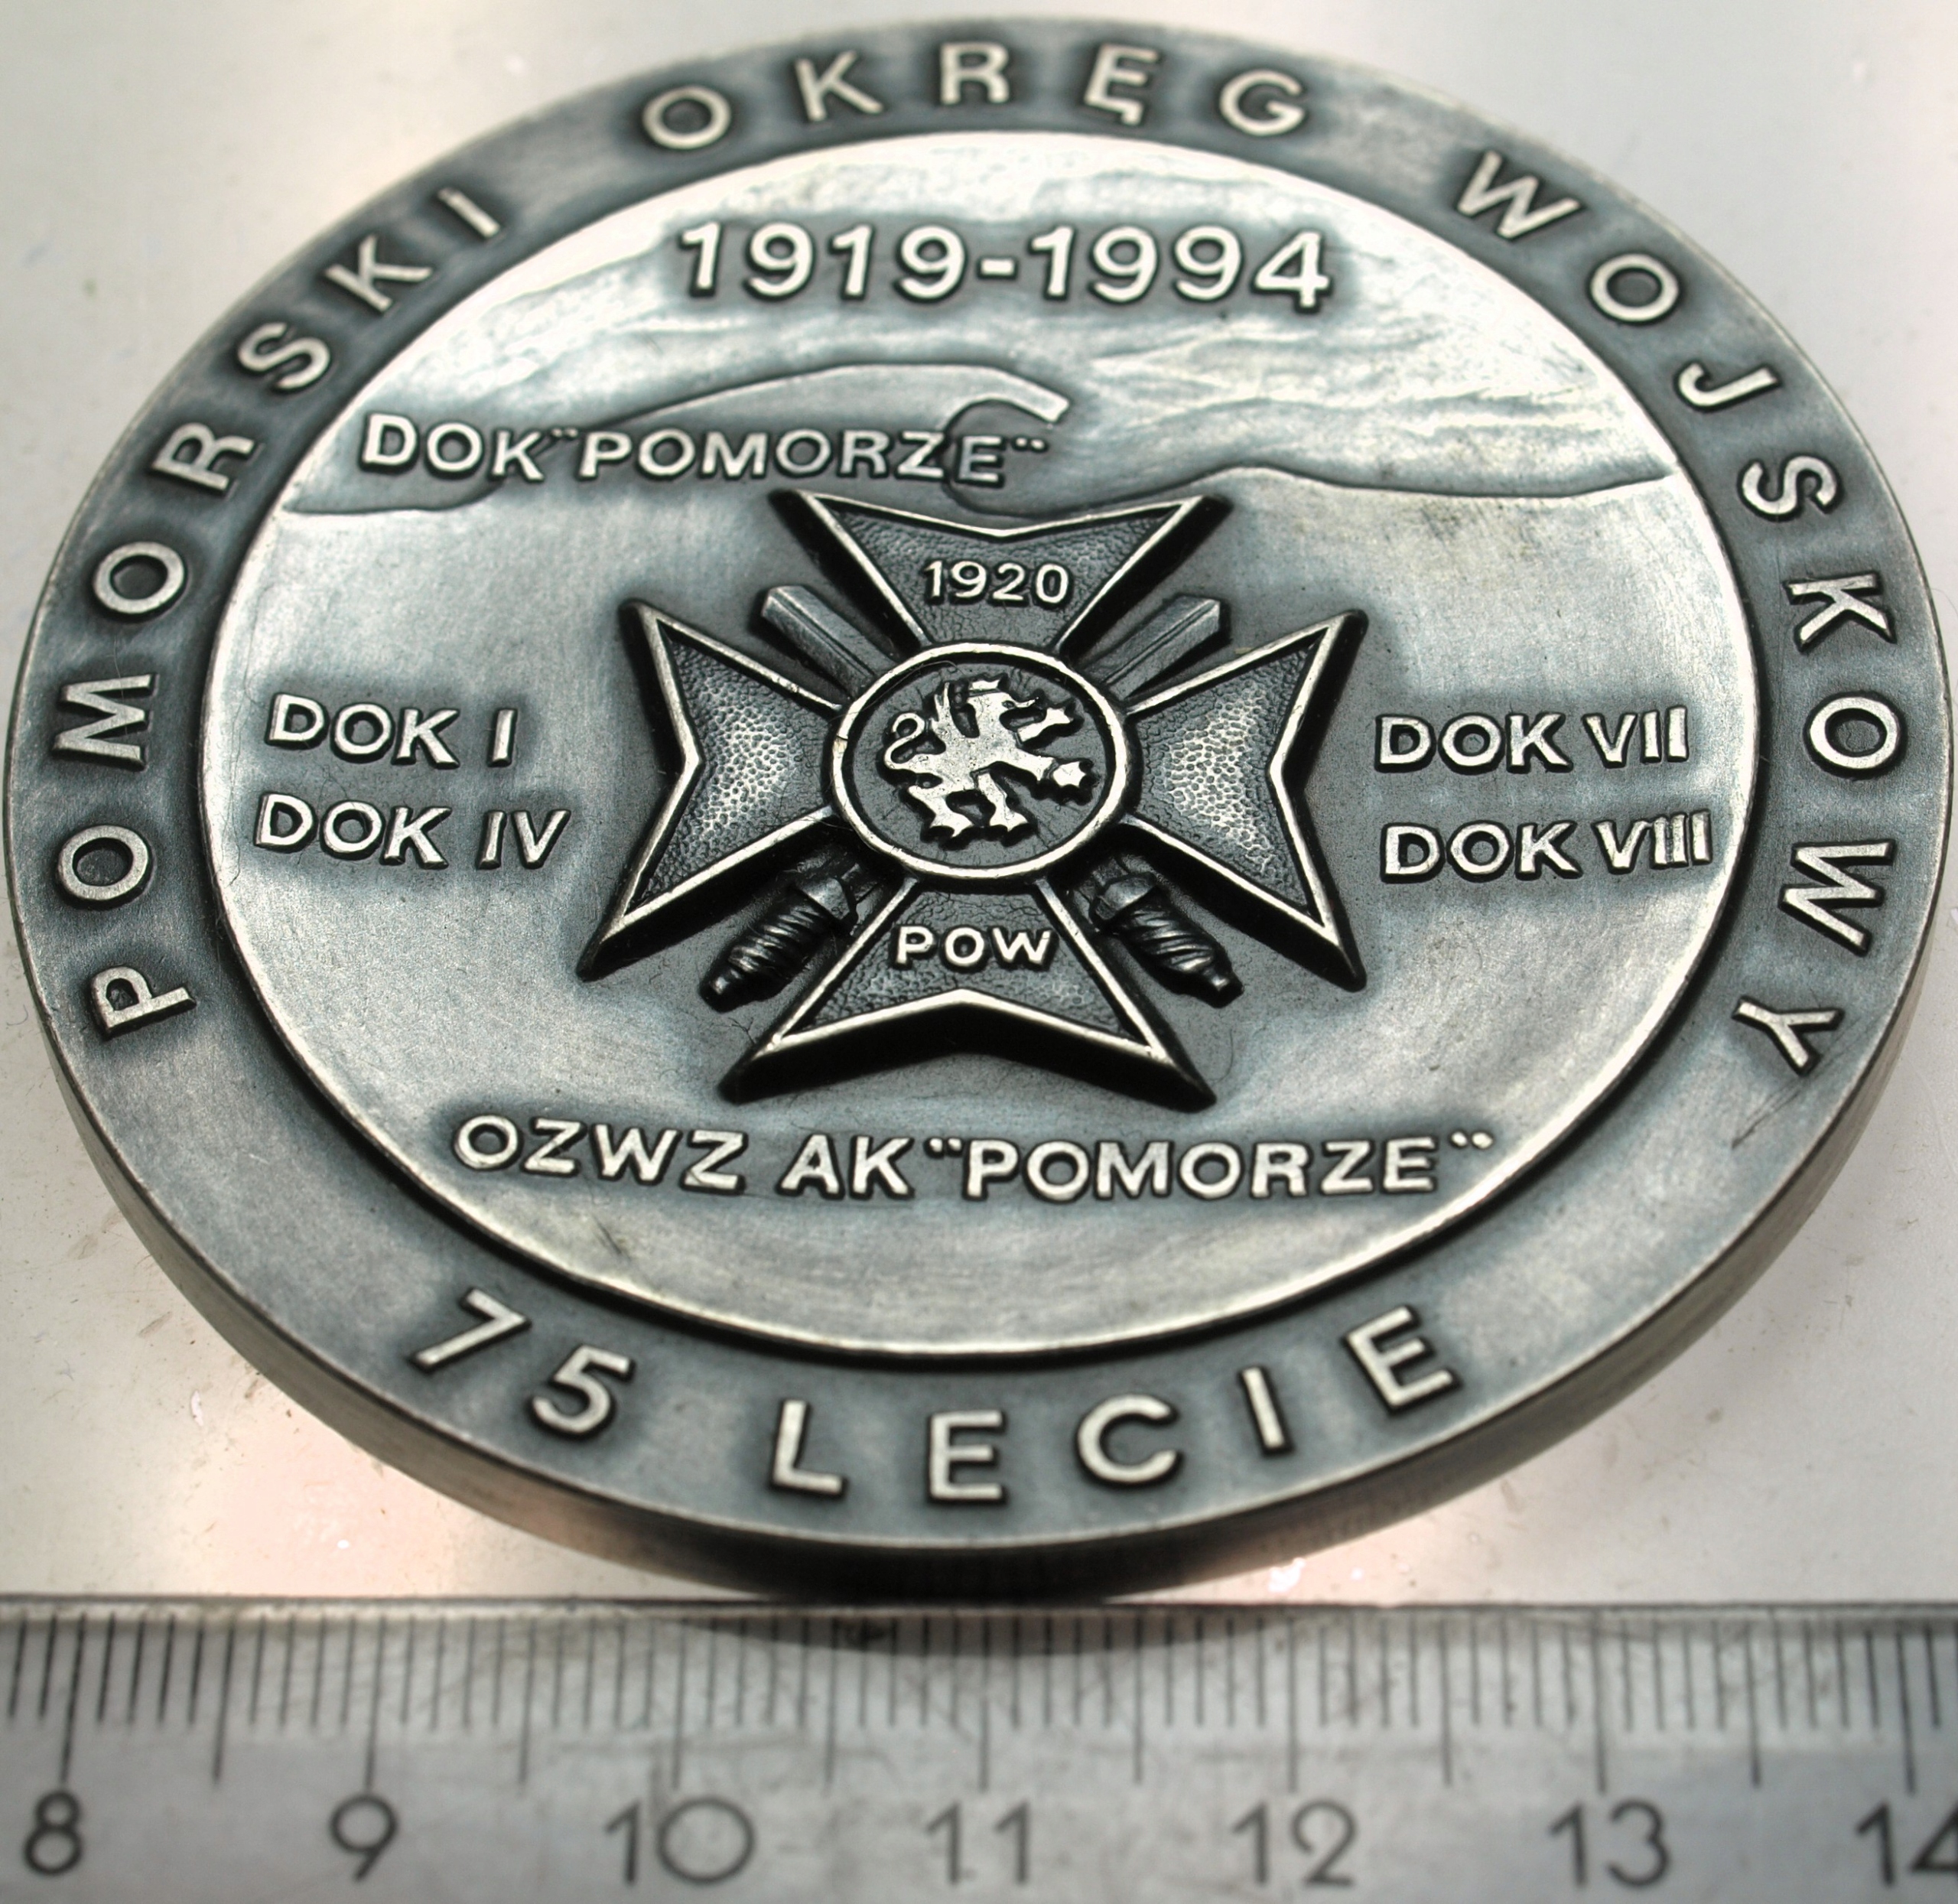 POMORSKI OKRĘG WOJSKOWY
1919-1994
DOK "POMORZE"
1920
DOK I
DOK IV
DOK VII
DOK VIII
POW
OZWZ AK "POMORZE"
75 LECIE
8 9 10 11 12 13 14